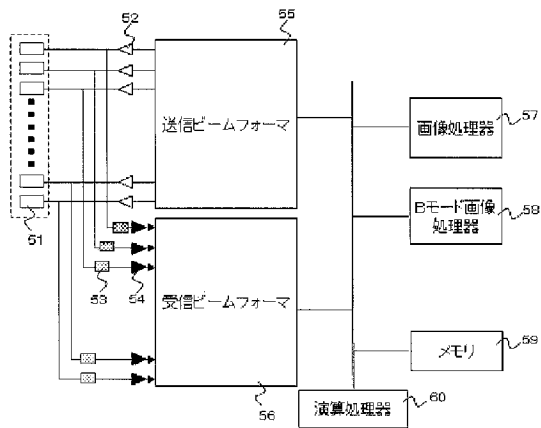 52
55
送信ビームフォーマ
画像処理器
57
Bモード画像
処理器
58
51
53
54
受信ビームフォーマ
56
メモリ
59
演算処理器
60